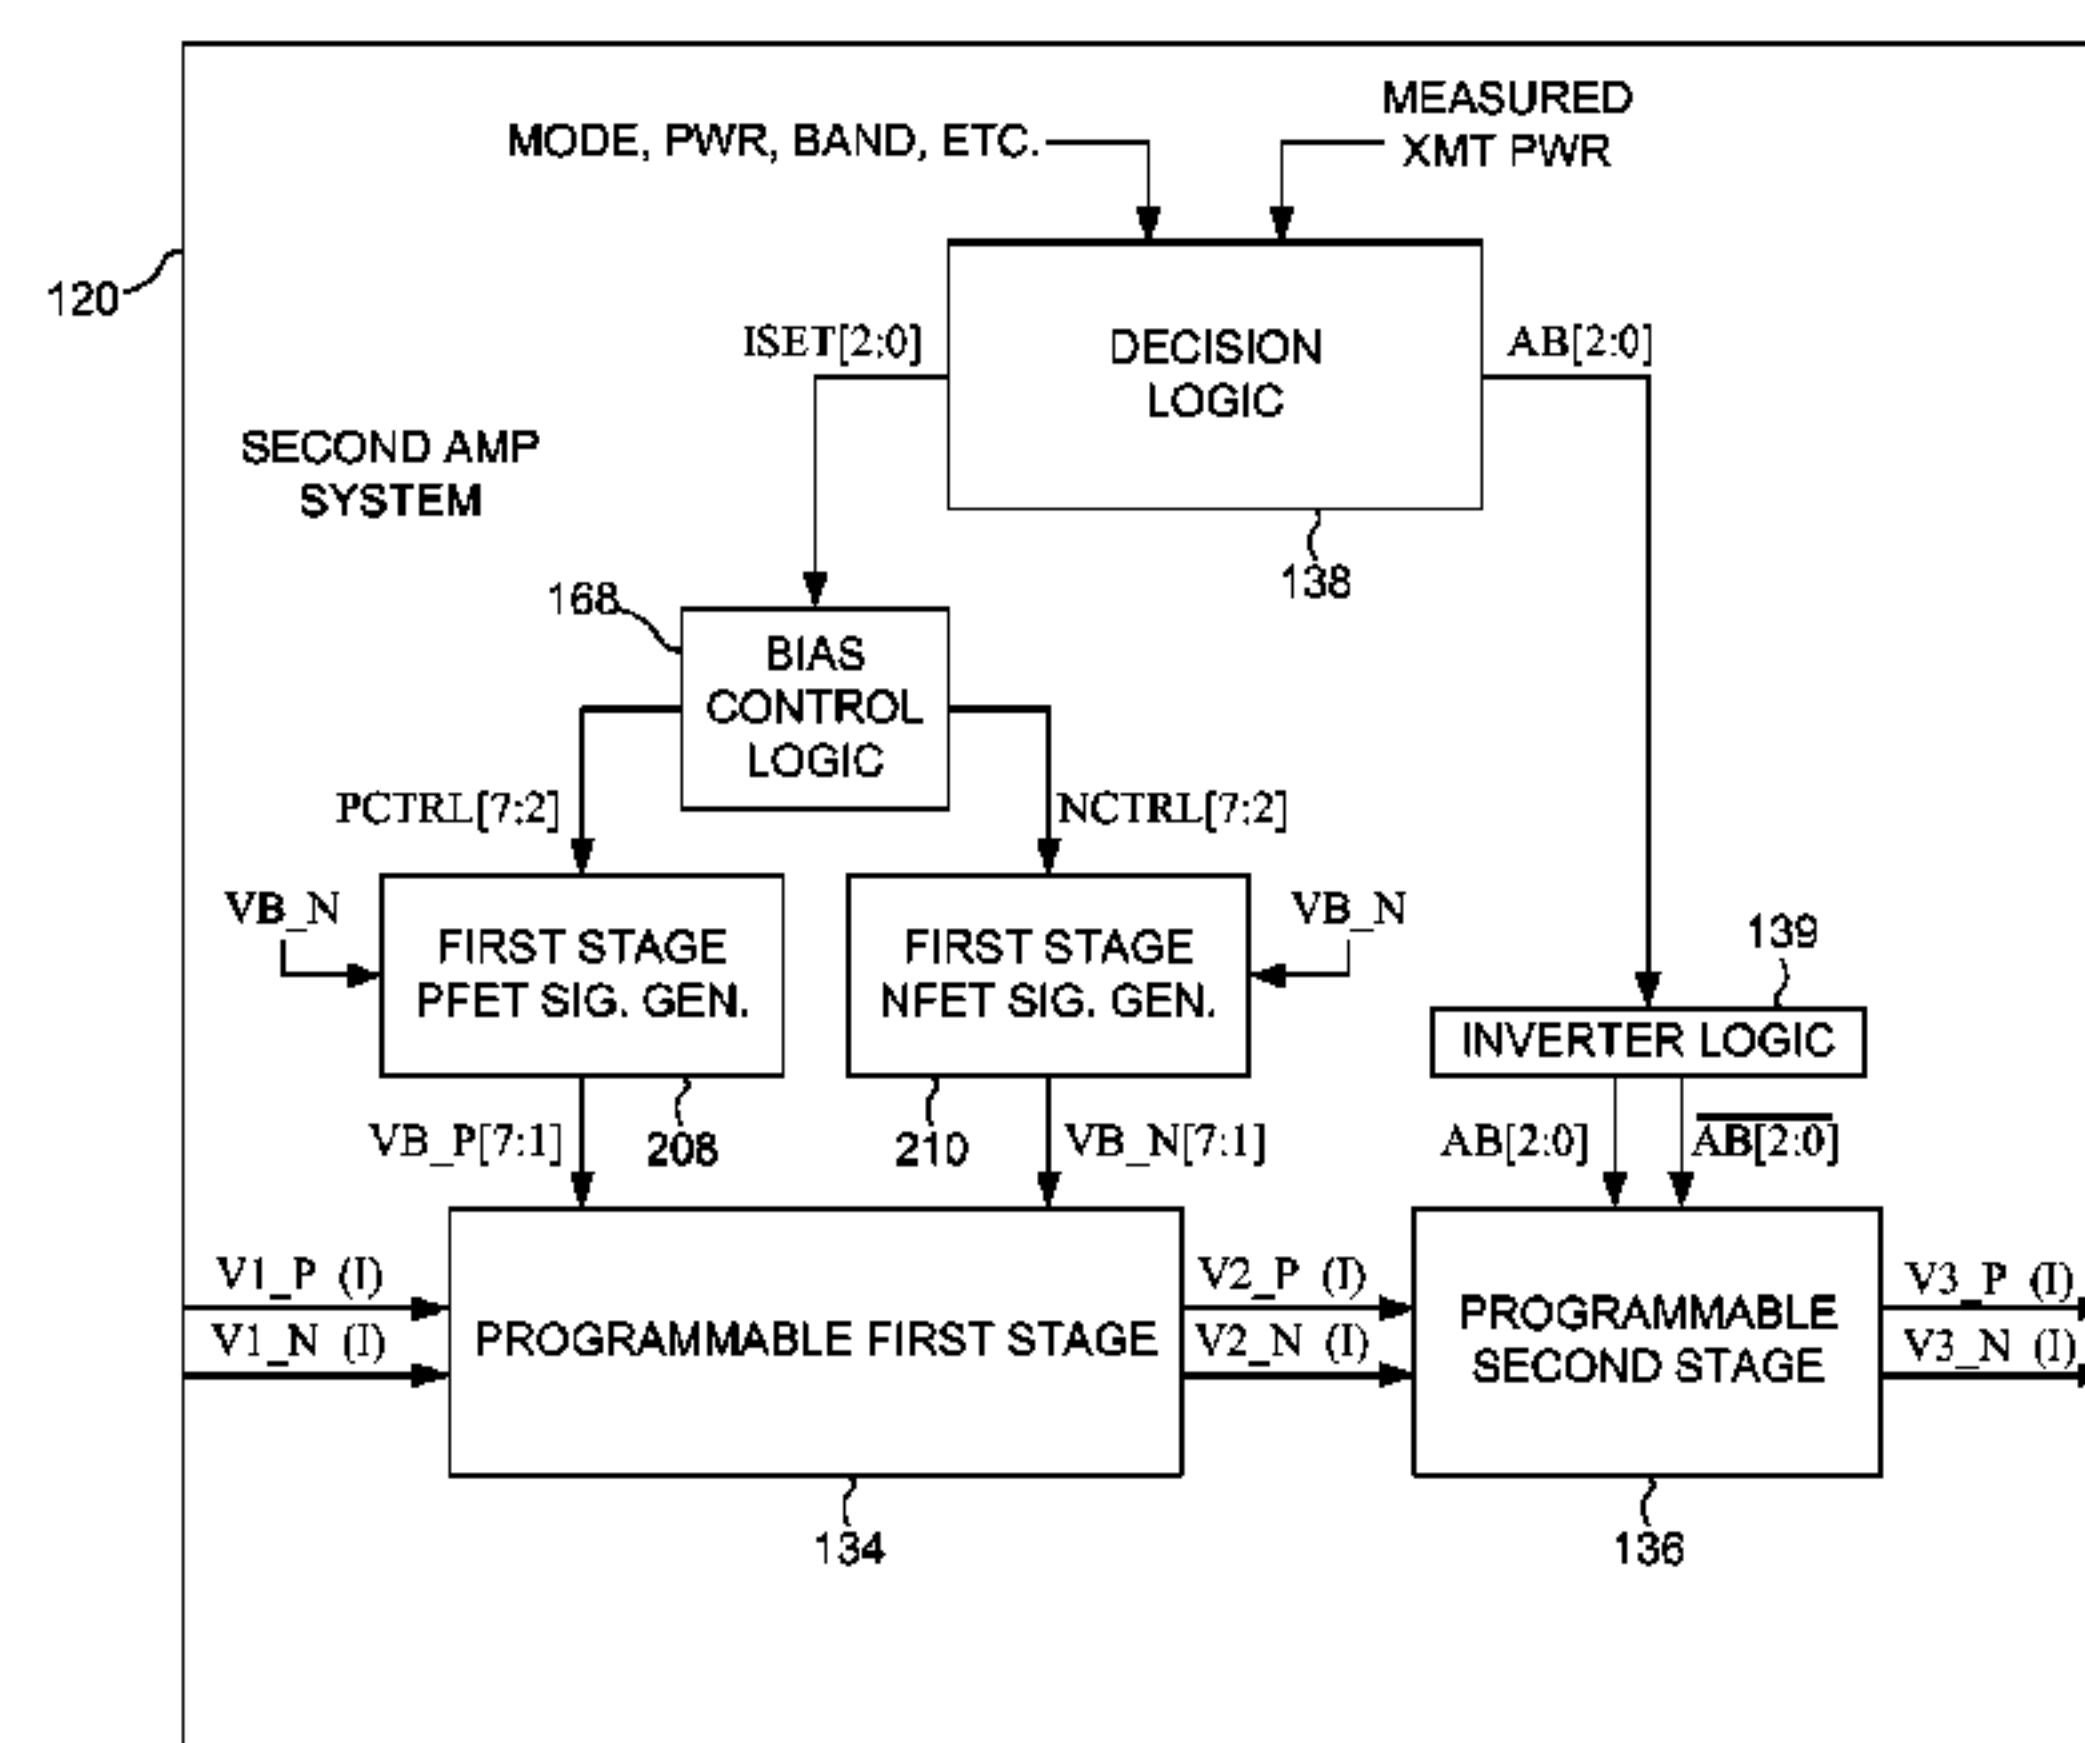 MEASURED
MODE, PWR, BAND, ETC.
XMT PWR
120
ISET[2:0]
DECISION
LOGIC
AB[2:0]
SECOND AMP
SYSTEM
138
168
BIAS
CONTROL
LOGIC
PCTRL[7:2]
NCTRL[7:2]
VB_N
VB_N
FIRST STAGE
PFET SIG. GEN.
FIRST STAGE
NFET SIG. GEN.
139
INVERTER LOGIC
VB_P[7:1]
208
210
VB_N[7:1]
AB[2:0]
A̅B̅[̅2̅:̅0̅]̅
V1_P (I)
V1_N (I)
PROGRAMMABLE FIRST STAGE
V2_P (I)
V2_N (I)
PROGRAMMABLE
SECOND STAGE
V3_P (I)
V3_N (I)
134
136